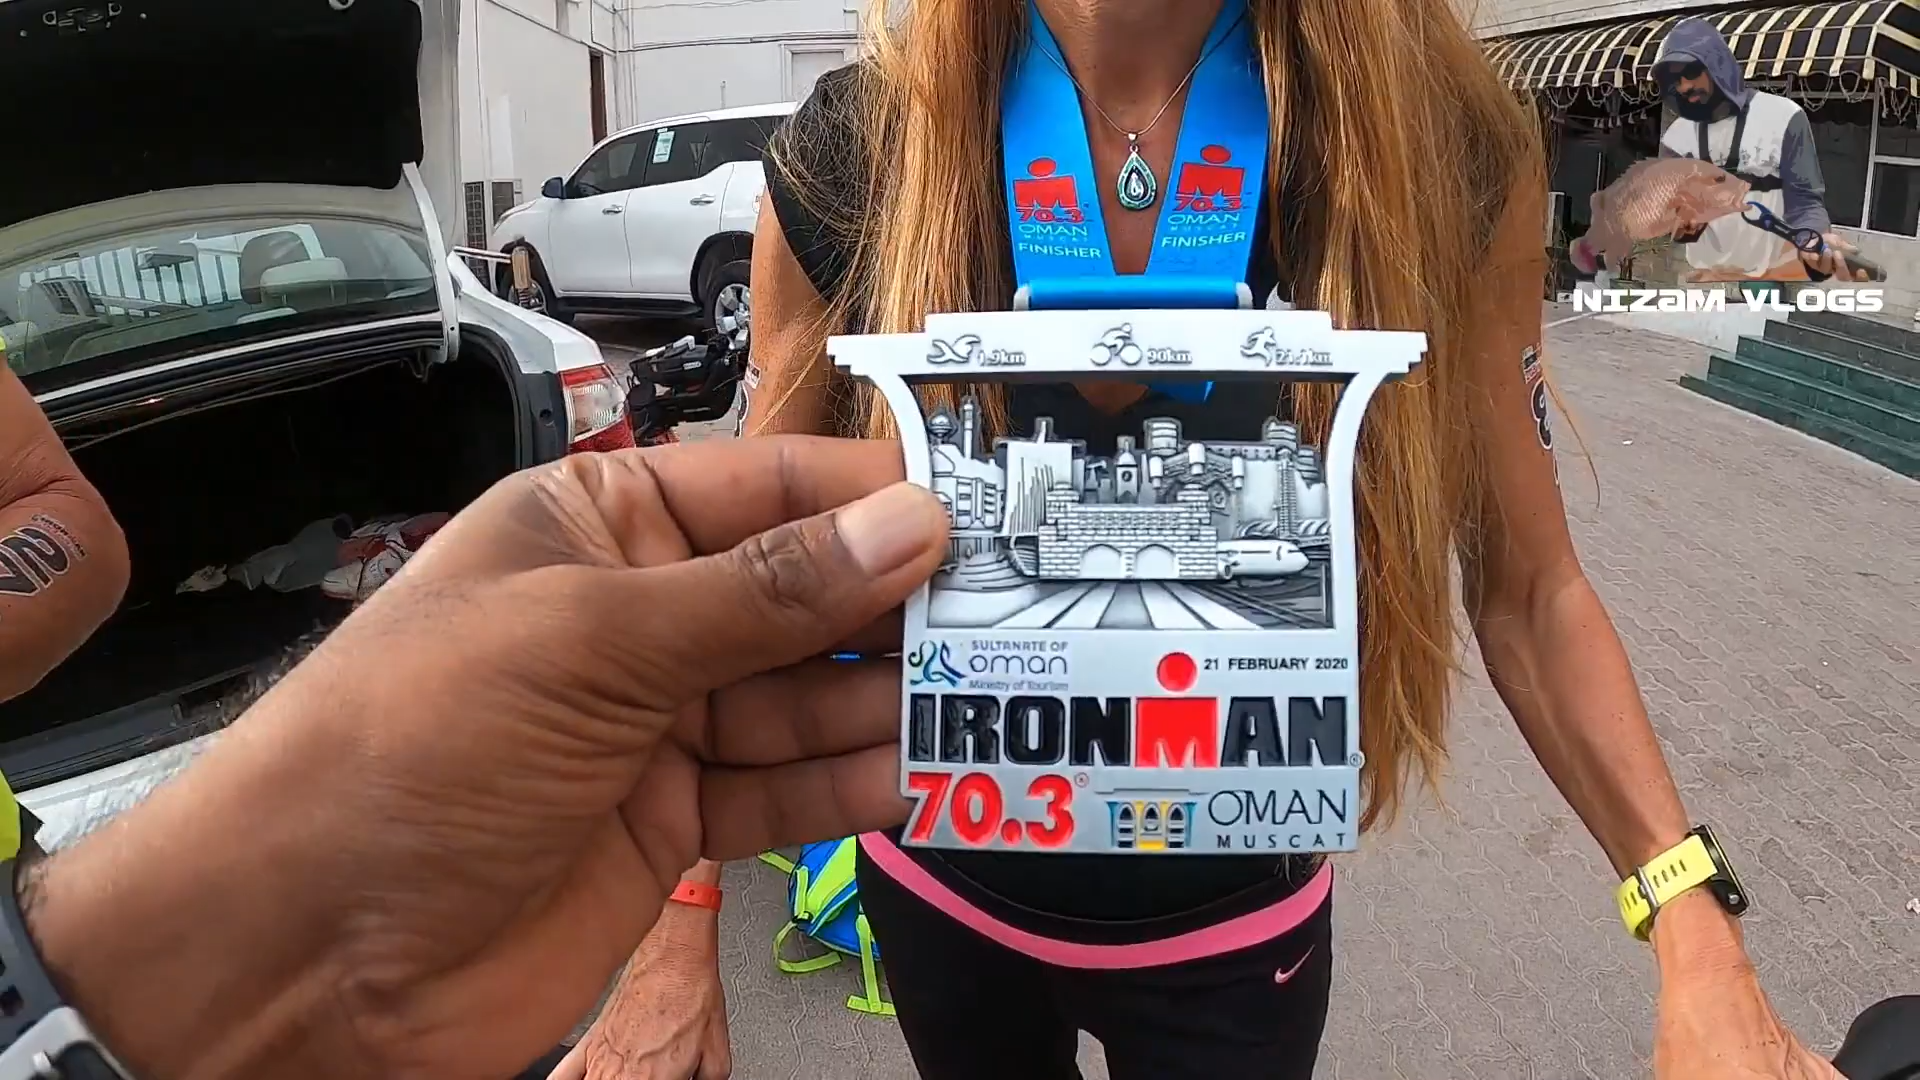 70.3
OMAN
MUSCAT
FINISHER
70.3
OMAN
MUSCAT
FINISHER
NIZAM VLOGS
1.9km
90km
21.1km
SULTANATE OF
oman
Ministry of Tourism
21 FEBRUARY 2020
IRONMAN®
70.3®
OMAN
MUSCAT